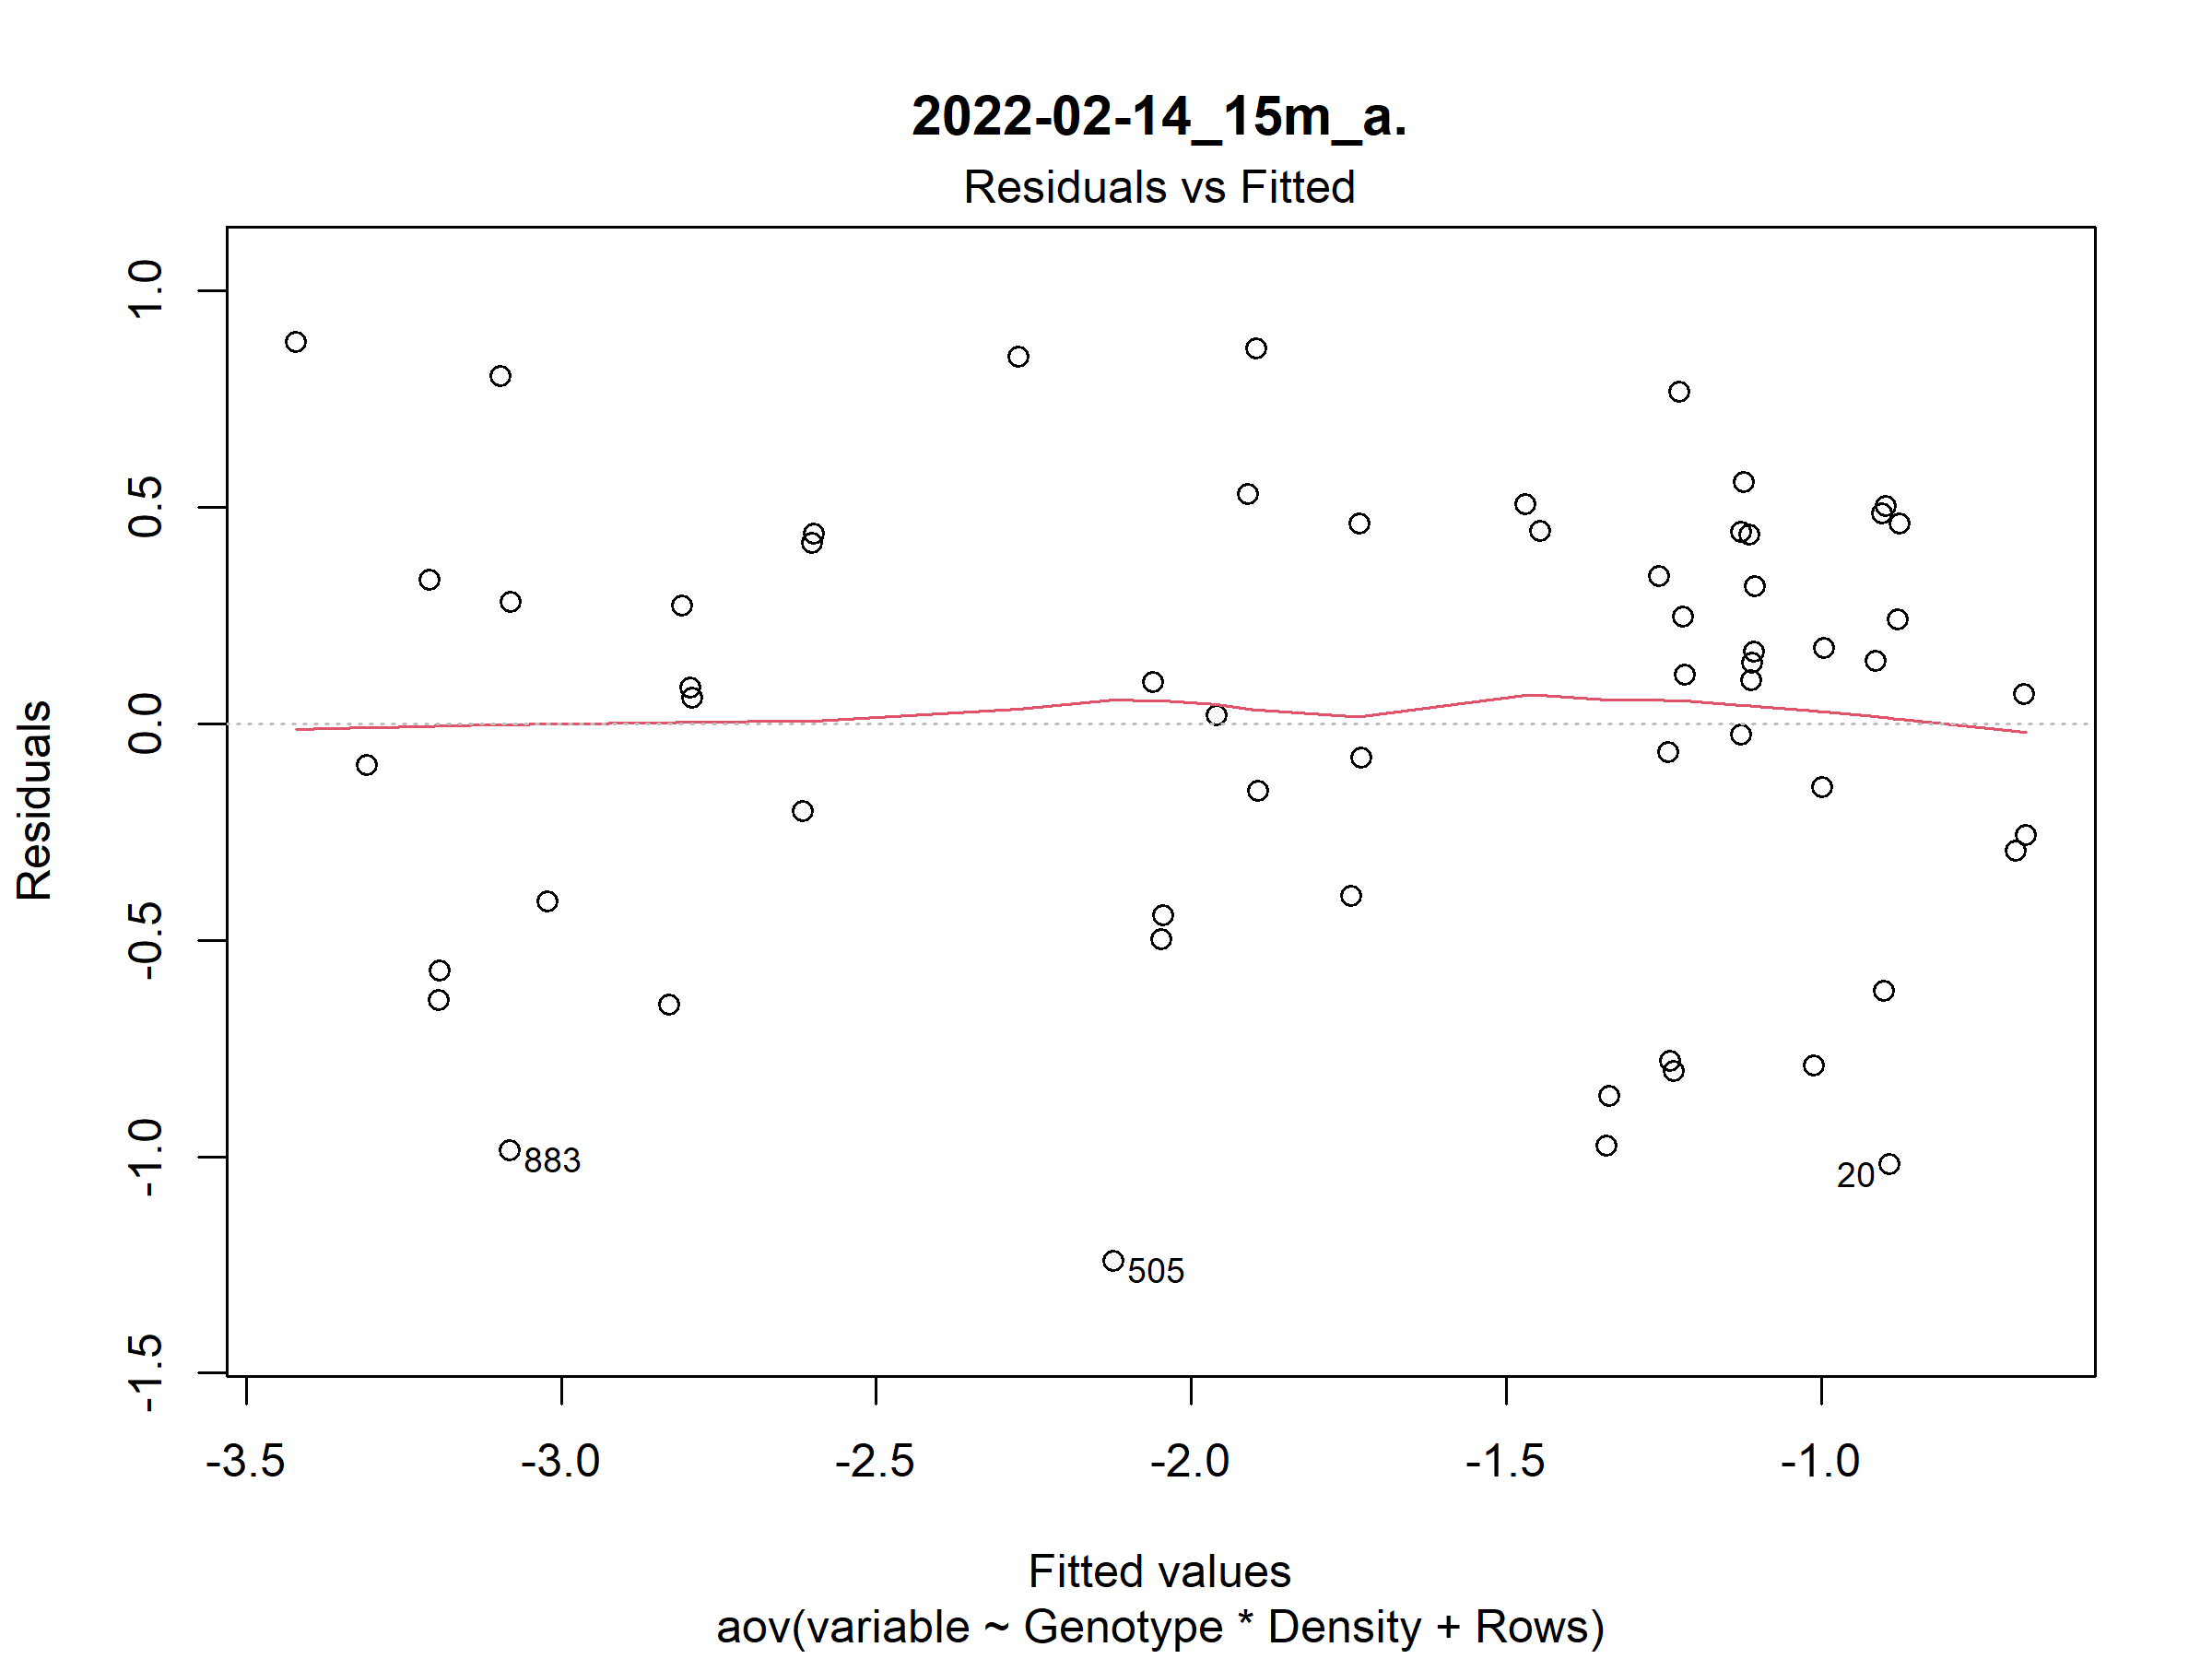 2022-02-14_15m_a.
Residuals vs Fitted
1.0
0.5
0.0
-0.5
-1.0
-1.5
Residuals
883
20
505
-3.5 -3.0 -2.5 -2.0 -1.5 -1.0
Fitted values
aov(variable ~ Genotype * Density + Rows)